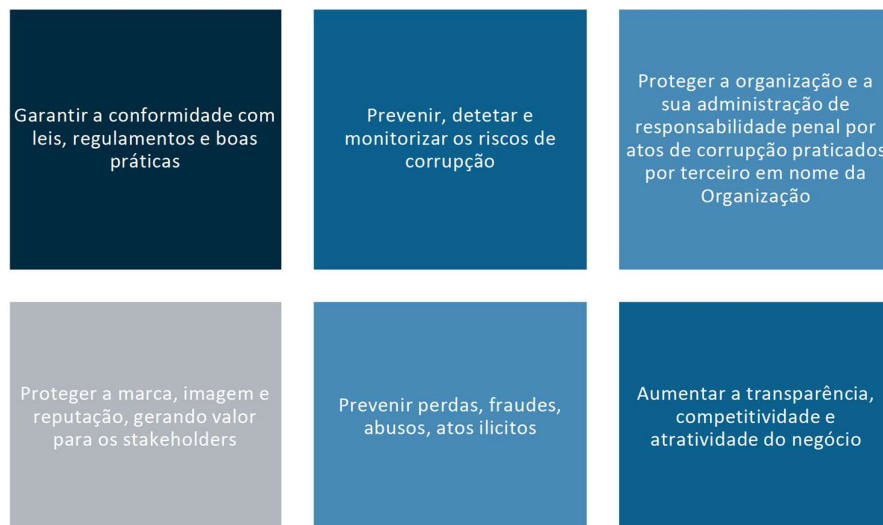 Garantir a conformidade com
leis, regulamentos e boas
práticas
Prevenir, detetar e
monitorizar os riscos de
corrupção
Proteger a organização e a
sua administração de
responsabilidade penal por
atos de corrupção praticados
por terceiro em nome da
Organização
Proteger a marca, imagem e
reputação, gerando valor
para os stakeholders
Prevenir perdas, fraudes,
abusos, atos ilicitos
Aumentar a transparência,
competitividade e
atratividade do negócio